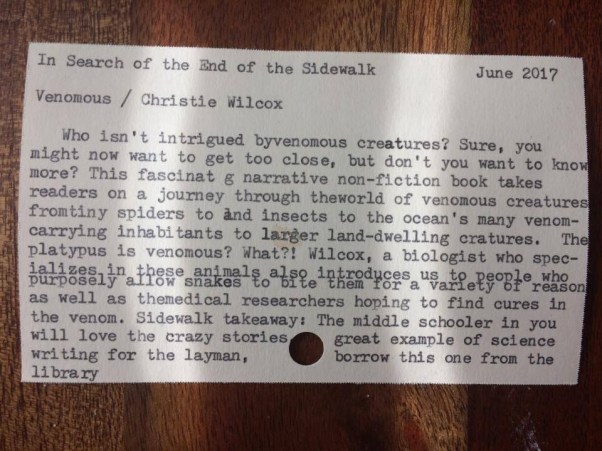 In Search of the End of the Sidewalk June 2017
Venomous / Christie Wilcox
Who isn't intrigued byvenomous creatures? Sure, you
might now want to get too close, but don't you want to know
more? This fascinat g narrative non-fiction book takes
readers on a journey through theworld of venomous creatures
fromtiny spiders to and insects to the ocean's many venom-
carrying inhabitants to larger land-dwelling cratures. The
platypus is venomous? What?! Wilcox, a biologist who spec-
ializes in these animals also introduces us to people who
purposely allow snakes to bite them for a variety of reason
as well as themedical researchers hoping to find cures in
the venom. Sidewalk takeaway: The middle schooler in you
will love the crazy stories great example of science
writing for the layman, borrow this one from the
library